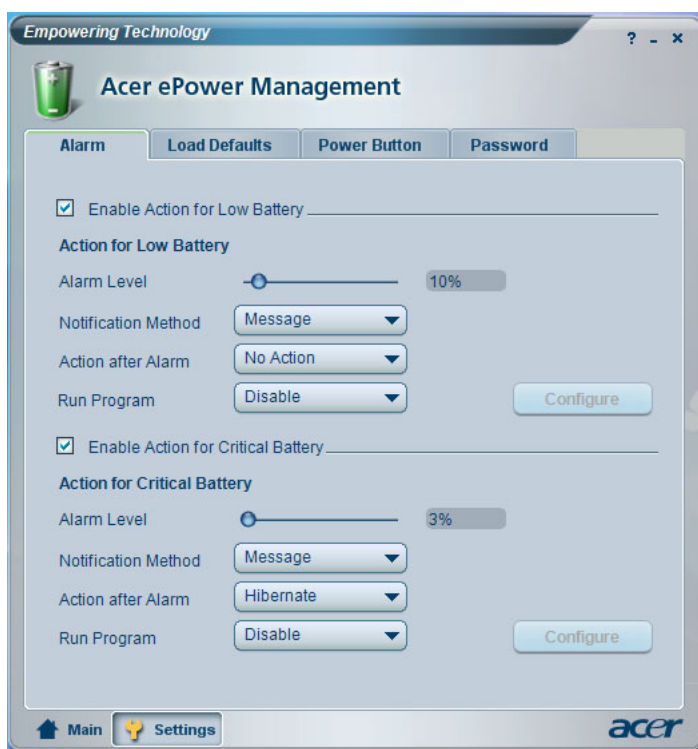 Empowering Technology
? - x
Acer ePower Management
Alarm Load Defaults Power Button Password
Enable Action for Low Battery
Action for Low Battery
Alarm Level 10%
Notification Method Message
Action after Alarm No Action
Run Program Disable Configure
Enable Action for Critical Battery
Action for Critical Battery
Alarm Level 3%
Notification Method Message
Action after Alarm Hibernate
Run Program Disable Configure
Main Settings acer